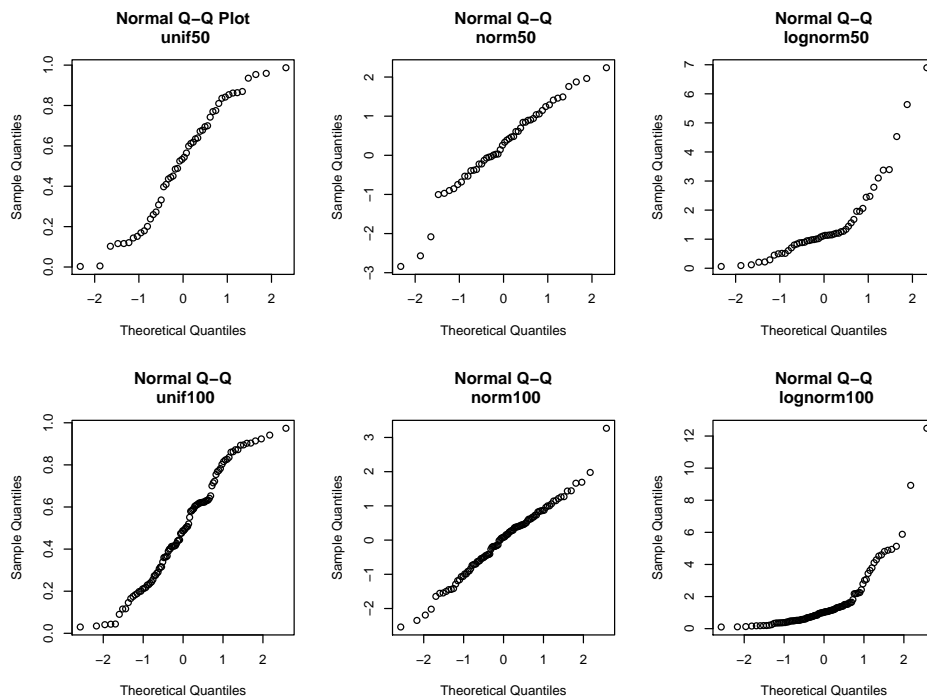 Normal Q−Q Plot
unif50
Sample Quantiles
0.0 0.2 0.4 0.6 0.8 1.0
−2 −1 0 1 2
Theoretical Quantiles
Normal Q−Q
norm50
Sample Quantiles
−3 −2 −1 0 1 2
−2 −1 0 1 2
Theoretical Quantiles
Normal Q−Q
lognorm50
Sample Quantiles
0 1 2 3 4 5 6 7
−2 −1 0 1 2
Theoretical Quantiles
Normal Q−Q
unif100
Sample Quantiles
0.0 0.2 0.4 0.6 0.8 1.0
−2 −1 0 1 2
Theoretical Quantiles
Normal Q−Q
norm100
Sample Quantiles
−2 −1 0 1 2 3
−2 −1 0 1 2
Theoretical Quantiles
Normal Q−Q
lognorm100
Sample Quantiles
0 2 4 6 8 10 12
−2 −1 0 1 2
Theoretical Quantiles